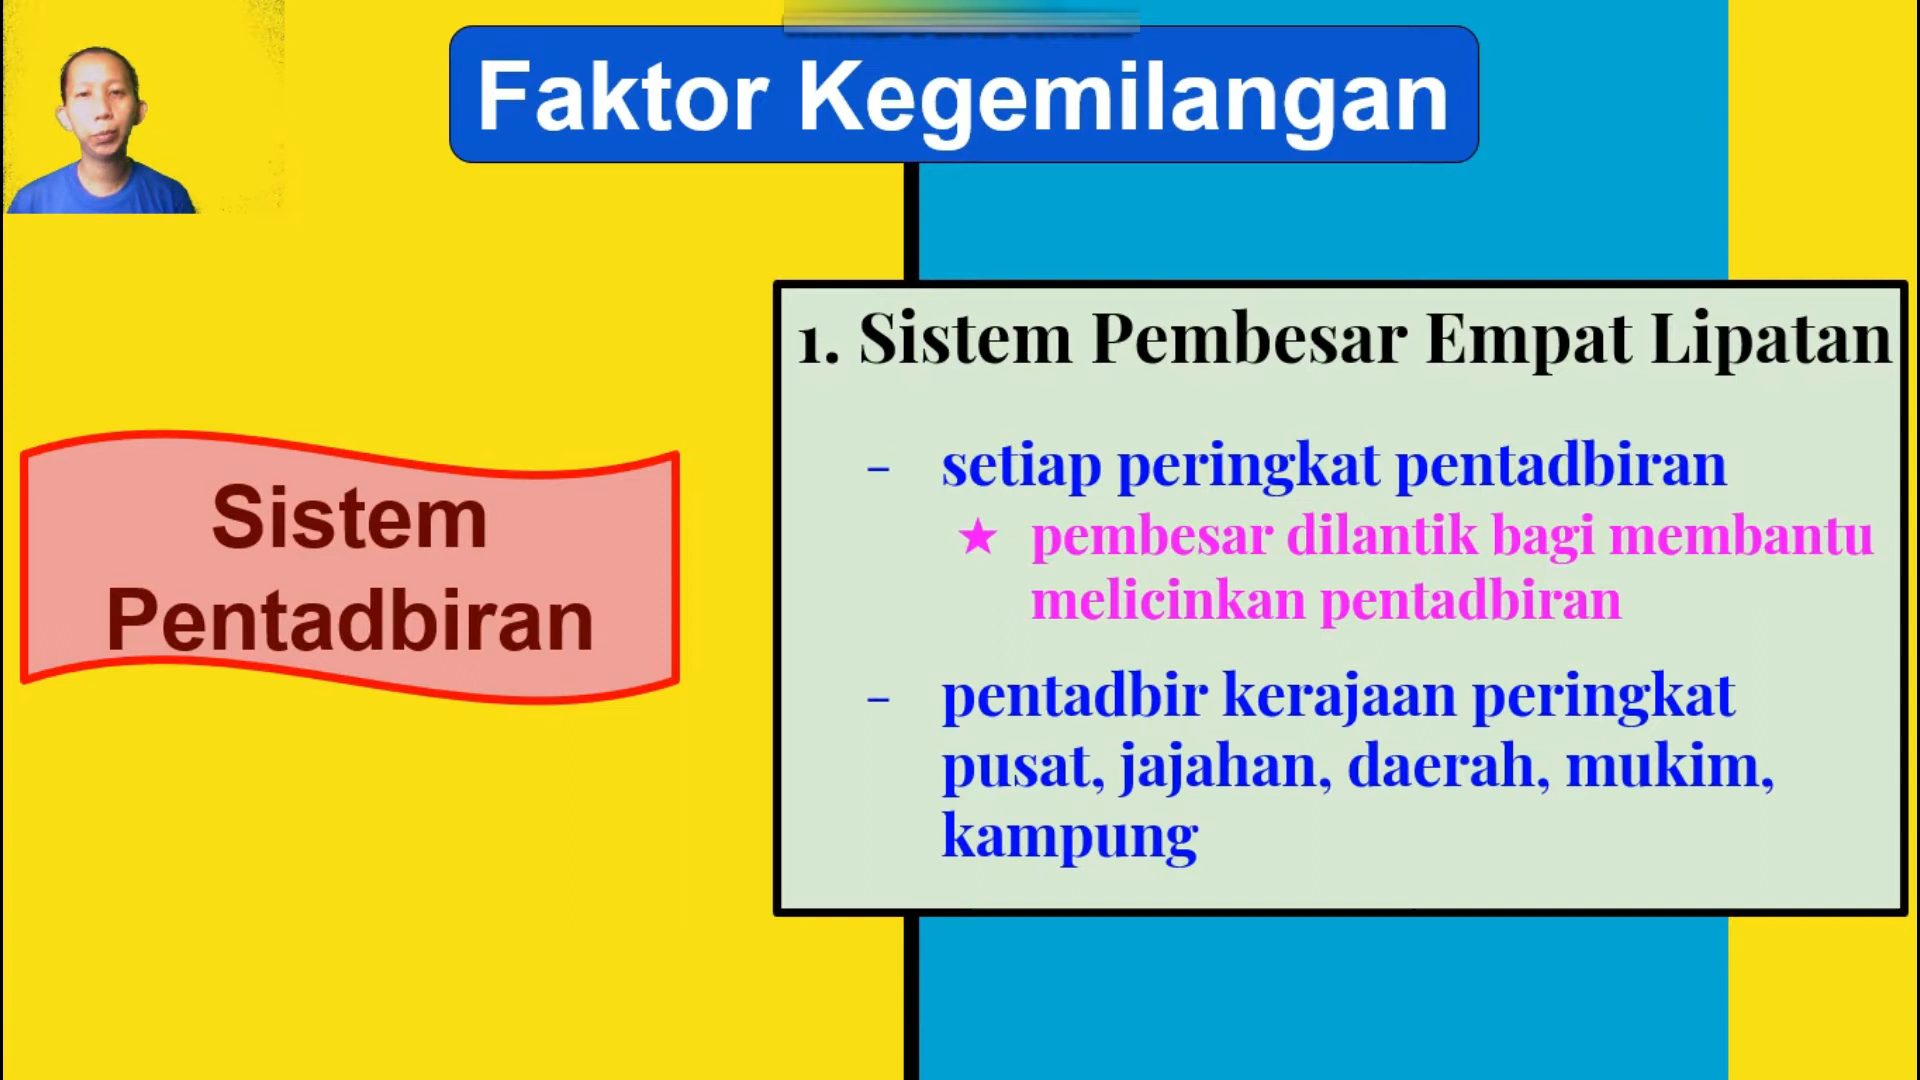 Faktor Kegemilangan
Sistem
Pentadbiran
1. Sistem Pembesar Empat Lipatan
- setiap peringkat pentadbiran
★ pembesar dilantik bagi membantu
melicinkan pentadbiran
- pentadbir kerajaan peringkat
pusat, jajahan, daerah, mukim,
kampung